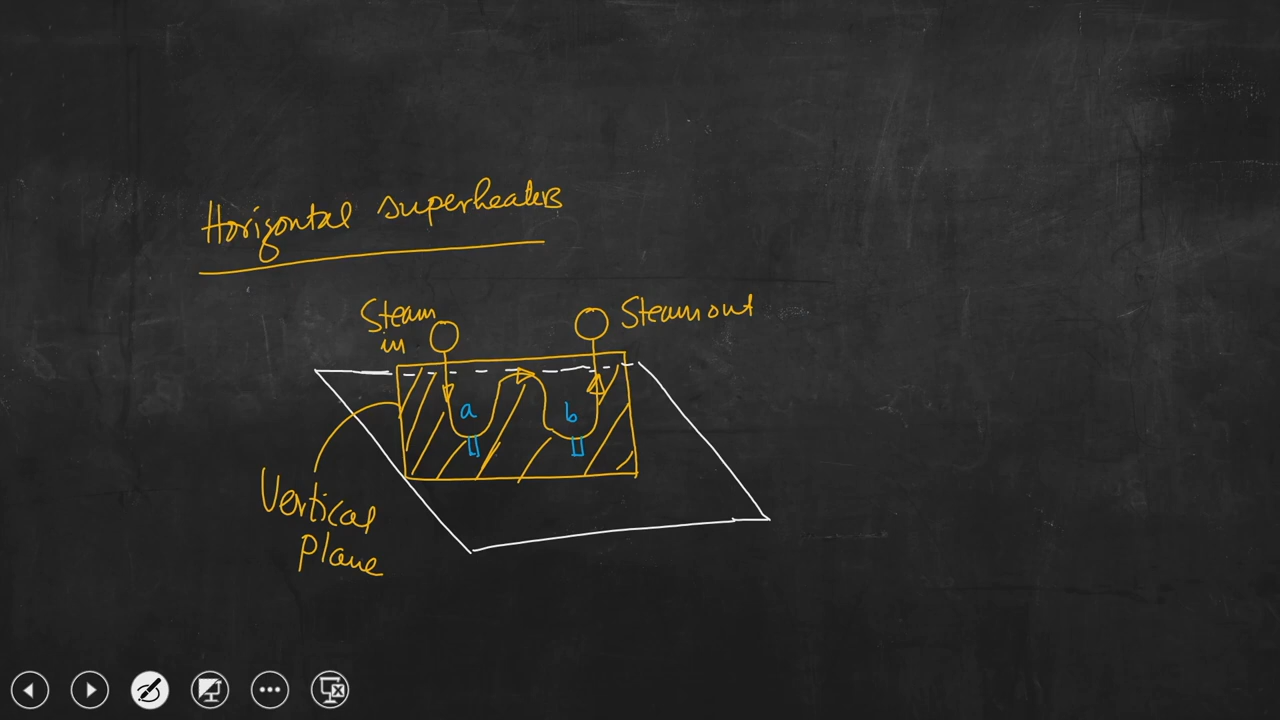 Horizontal superheaters
Steam
in
Steam out
a
b
Vertical
plane